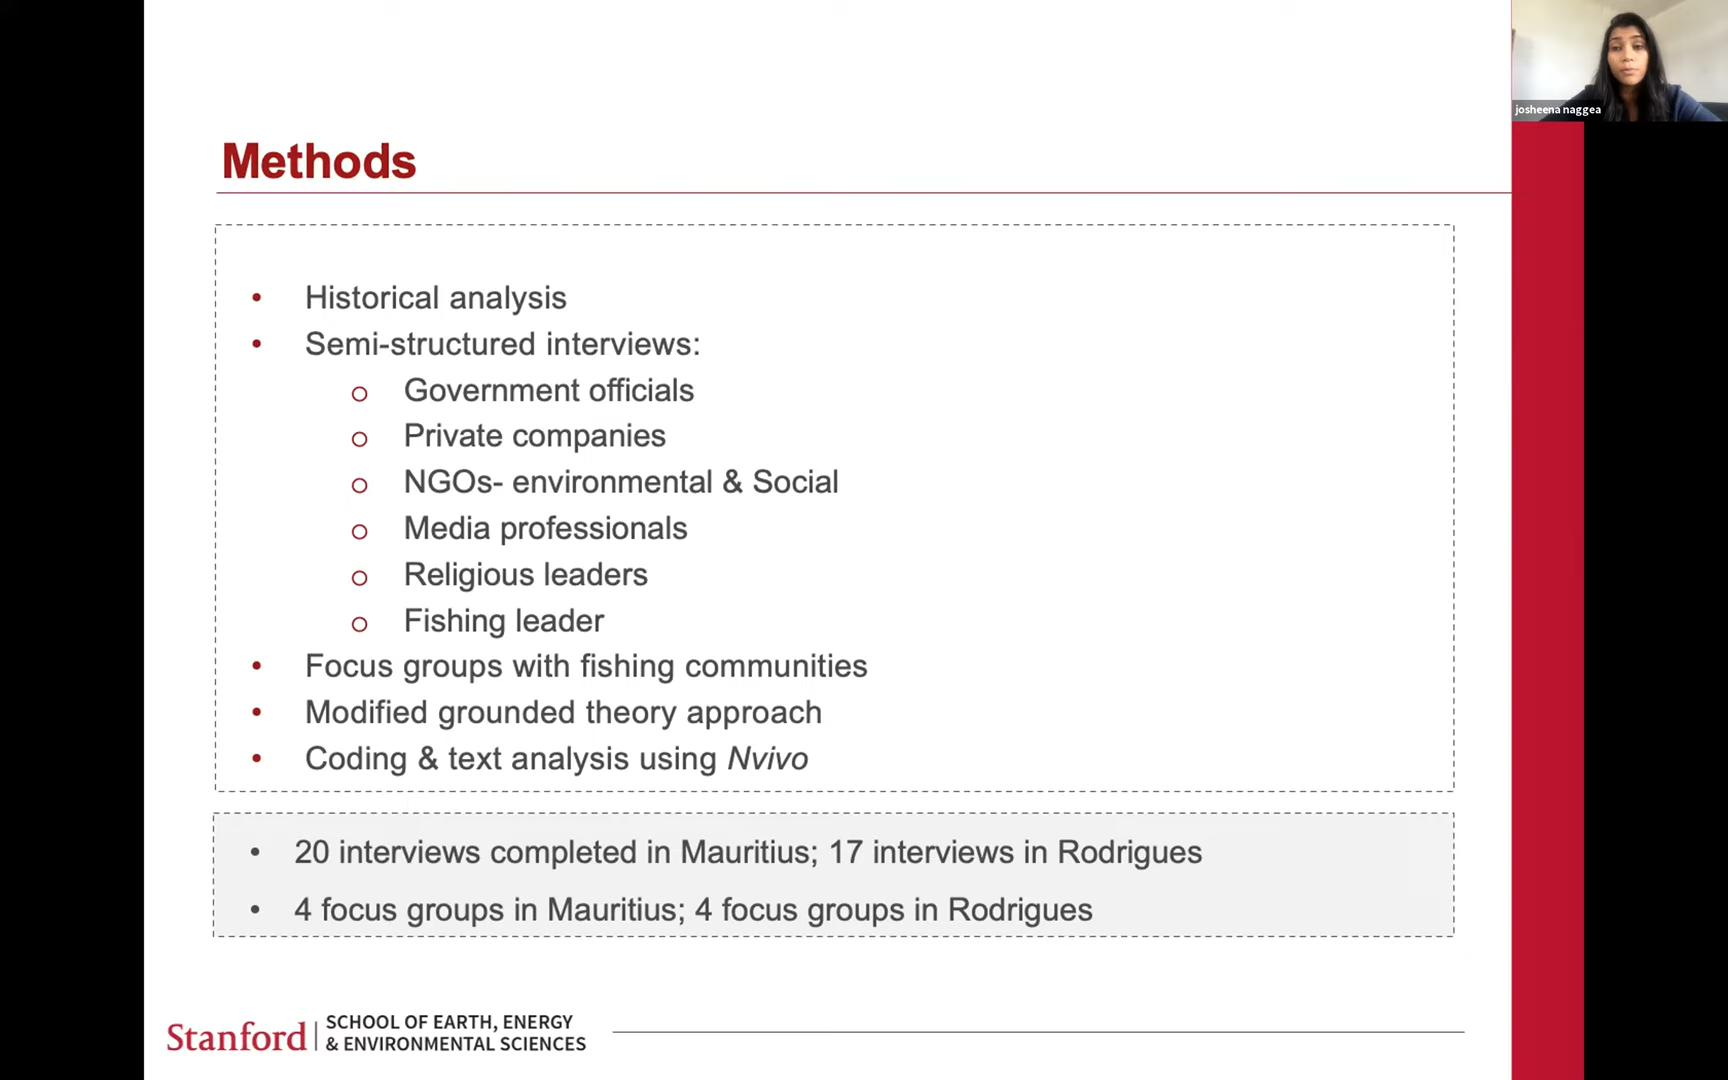 josheena naggea
Methods
• Historical analysis
• Semi-structured interviews:
o Government officials
o Private companies
o NGOs- environmental & Social
o Media professionals
o Religious leaders
o Fishing leader
• Focus groups with fishing communities
• Modified grounded theory approach
• Coding & text analysis using Nvivo
• 20 interviews completed in Mauritius; 17 interviews in Rodrigues
• 4 focus groups in Mauritius; 4 focus groups in Rodrigues
Stanford
SCHOOL OF EARTH, ENERGY
& ENVIRONMENTAL SCIENCES